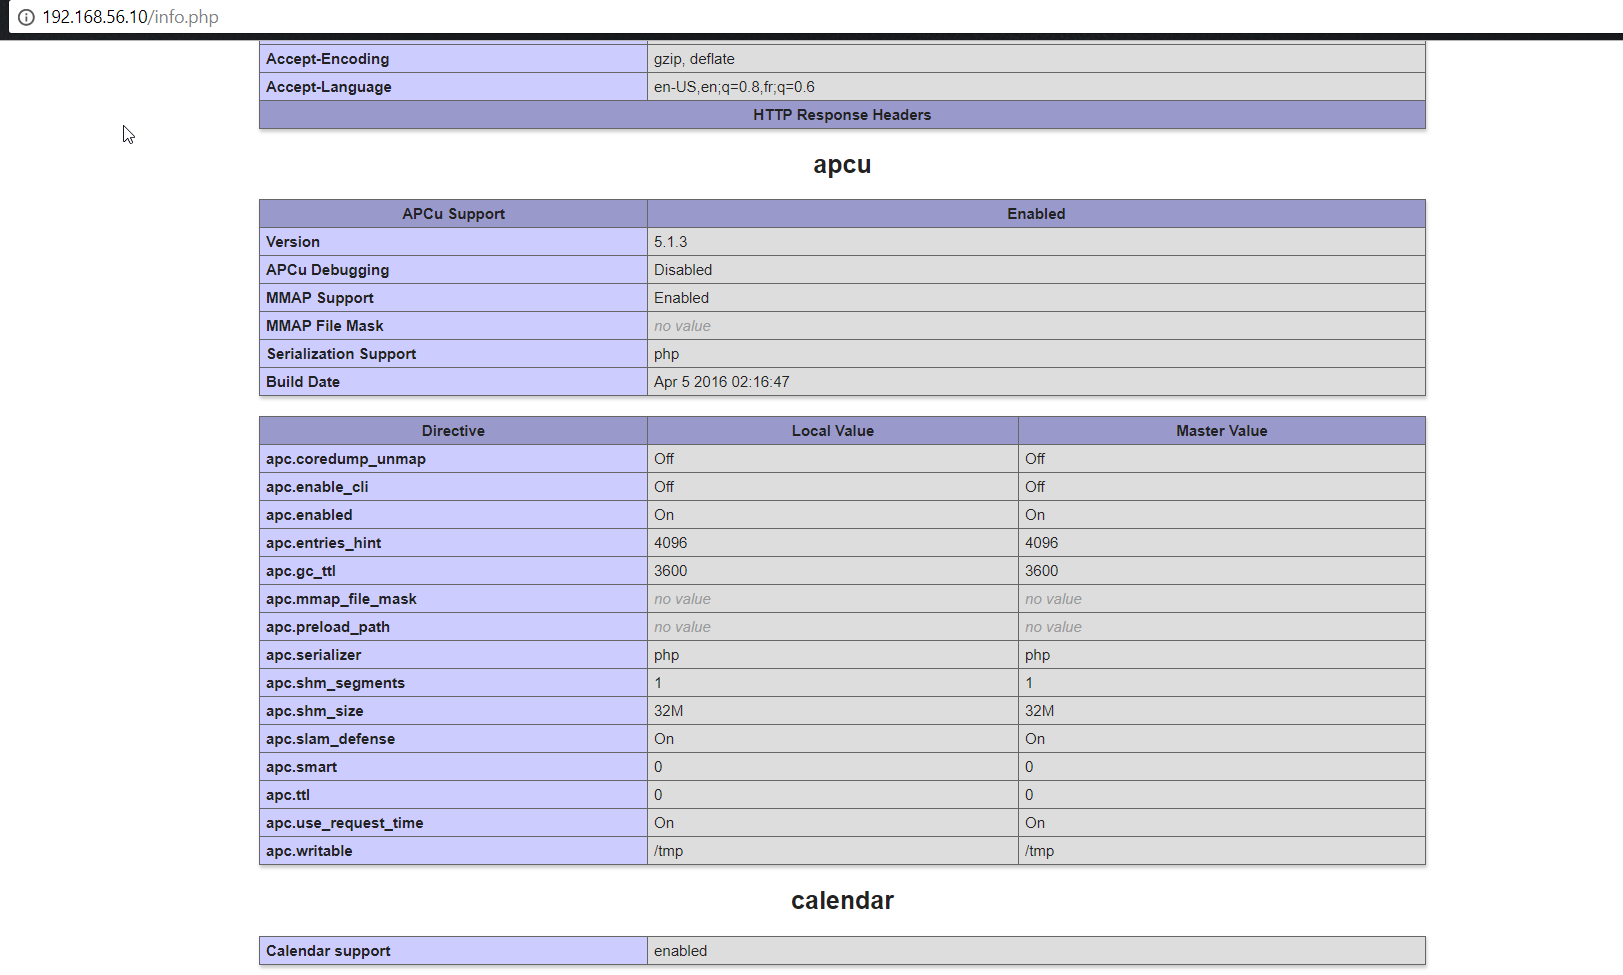 192.168.56.10/info.php
Accept-Encoding gzip, deflate
Accept-Language en-US,en;q=0.8,fr;q=0.6
HTTP Response Headers
apcu
APCu Support Enabled
Version 5.1.3
APCu Debugging Disabled
MMAP Support Enabled
MMAP File Mask no value
Serialization Support php
Build Date Apr 5 2016 02:16:47
Directive Local Value Master Value
apc.coredump_unmap Off Off
apc.enable_cli Off Off
apc.enabled On On
apc.entries_hint 4096 4096
apc.gc_ttl 3600 3600
apc.mmap_file_mask no value no value
apc.preload_path no value no value
apc.serializer php php
apc.shm_segments 1 1
apc.shm_size 32M 32M
apc.slam_defense On On
apc.smart 0 0
apc.ttl 0 0
apc.use_request_time On On
apc.writable /tmp /tmp
calendar
Calendar support enabled